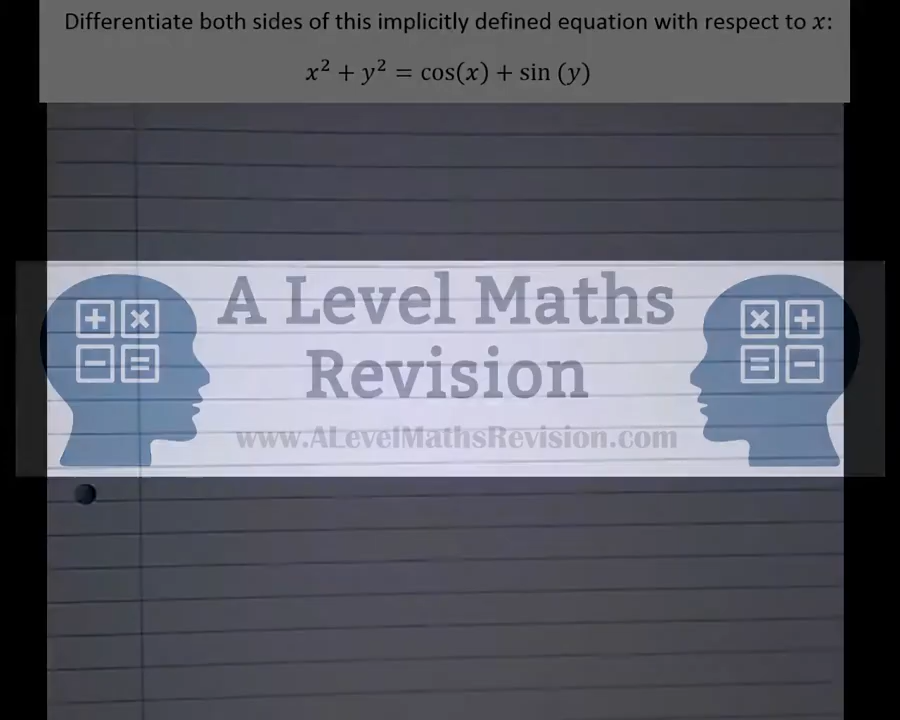 Differentiate both sides of this implicitly defined equation with respect to 𝑥:
𝑥² + 𝑦² = cos(𝑥) + sin (𝑦)
A Level Maths
Revision
www.ALevelMathsRevision.com